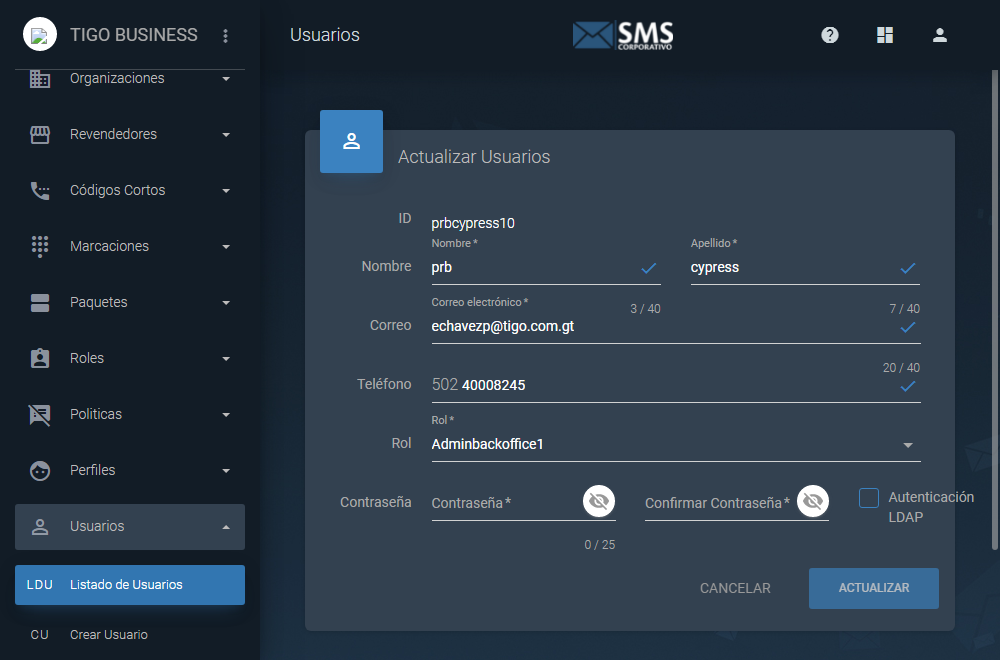 TIGO BUSINESS
Organizaciones
Revendedores
Códigos Cortos
Marcaciones
Paquetes
Roles
Politicas
Perfiles
Usuarios
LDU Listado de Usuarios
CU Crear Usuario
Usuarios
SMS
CORPORATIVO
Actualizar Usuarios
ID prbcypress10
Nombre* Apellido*
Nombre prb cypress
3 / 40 7 / 40
Correo electrónico*
Correo echavezp@tigo.com.gt
20 / 40
Teléfono 502 40008245
Rol*
Rol Adminbackoffice1
Contraseña Contraseña* Confirmar Contraseña* Autenticación
LDAP
0 / 25
CANCELAR ACTUALIZAR